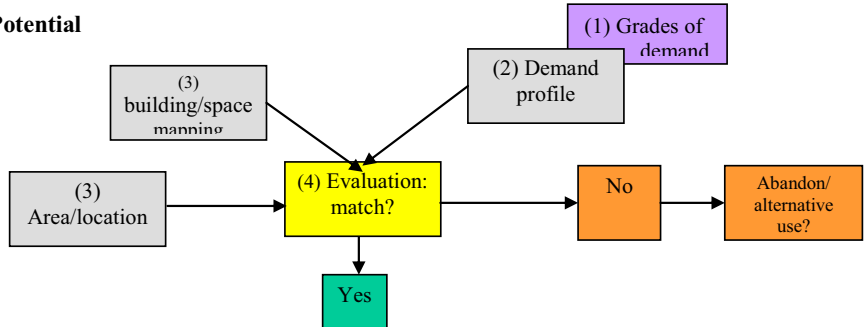 Potential
(1) Grades of
demand
(2) Demand
profile
(3)
building/space
mapping
(3)
Area/location
(4) Evaluation:
match?
No
Abandon/
alternative
use?
Yes